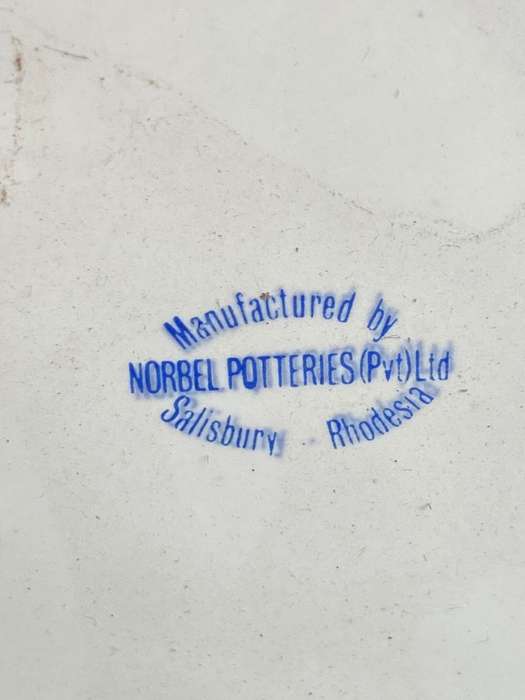 Manufactured by
NORBEL POTTERIES (Pvt) Ltd
Salisbury Rhodesia